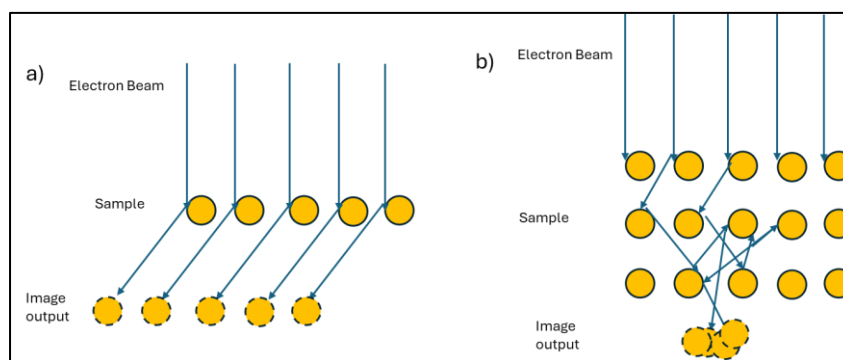 a)
Electron Beam
Sample
Image
output
b)
Electron Beam
Sample
Image
output